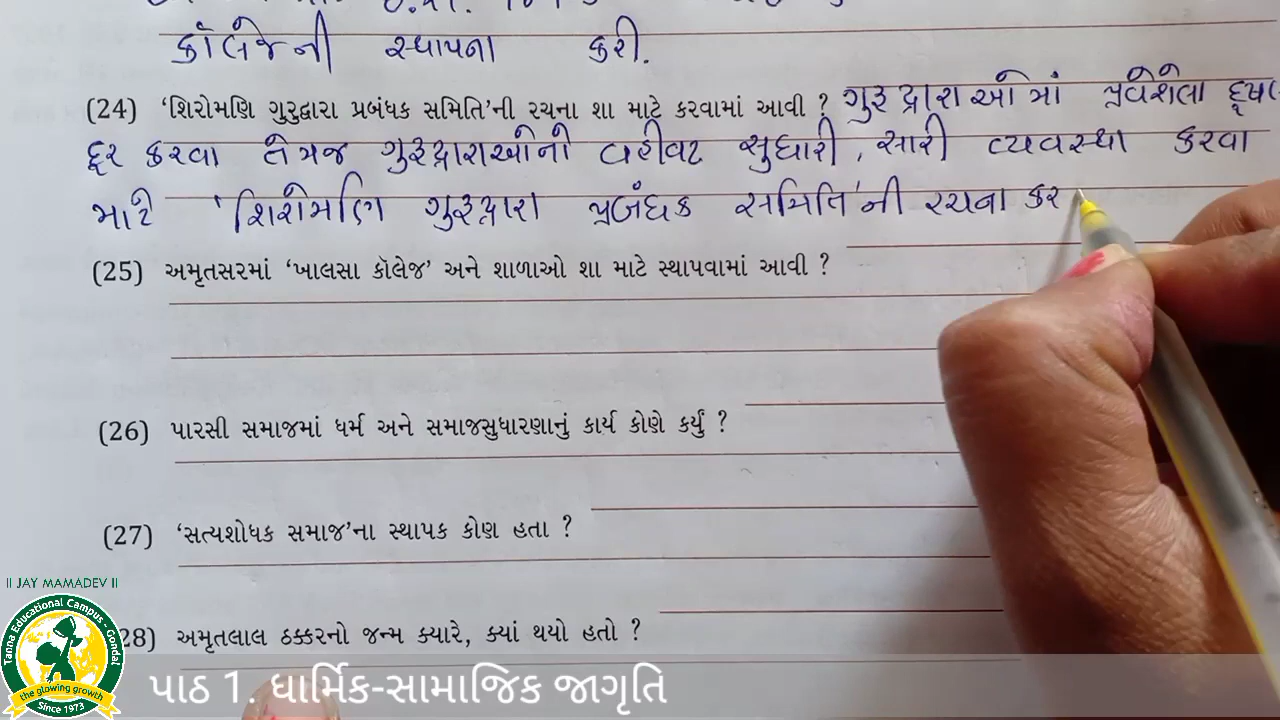 કૉલેજની સ્થાપના કરી.
(24) ‘શિરોમણિ ગુરુદ્વારા પ્રબંધક સમિતિ’ની રચના શા માટે કરવામાં આવી ? ગુરુદ્વારાઓમાં પ્રવેશેલા
દૂર કરવા તેમજ ગુરુદ્વારાઓનો વહીવટ સુધારી, સારી વ્યવસ્થા કરવા
માટે 'શિરોમણિ ગુરુદ્વારા પ્રબંધક સમિતિ'ની રચના કર
(25) અમૃતસરમાં ‘ખાલસા કૉલેજ’ અને શાળાઓ શા માટે સ્થાપવામાં આવી ?
(26) પારસી સમાજમાં ધર્મ અને સમાજસુધારણાનું કાર્ય કોણે કર્યું ?
(27) ‘સત્યશોધક સમાજ’ના સ્થાપક કોણ હતા ?
॥ JAY MAMADEV ॥
28) અમૃતલાલ ઠક્કરનો જન્મ ક્યારે, ક્યાં થયો હતો ?
Tanna Educational Campus - Gondal
the glowing growth
Since 1973
પાઠ 1. ધાર્મિક-સામાજિક જાગૃતિ